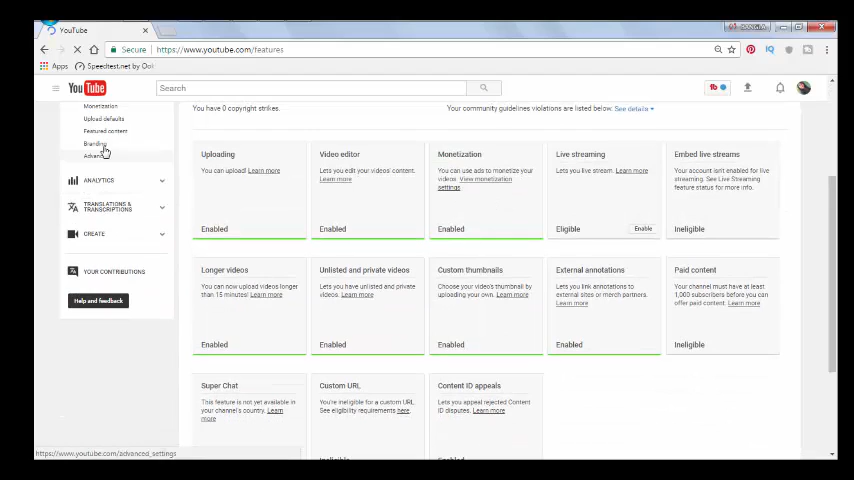 YouTube
Secure
https://www.youtube.com/features
Apps
Speedtest.net by Ookl
YouTube
Search
Monetization
Upload defaults
Featured content
Branding
ANALYTICS
TRANSLATIONS &
TRANSCRIPTIONS
CREATE
YOUR CONTRIBUTIONS
Help and feedback
You have 0 copyright strikes.
Your community guidelines violations are listed below. See details
Uploading
You can upload! Learn more
Enabled
Video editor
Lets you edit your videos' content.
Learn more
Enabled
Monetization
You can use ads to monetize your
videos. View monetization
settings
Enabled
Live streaming
Lets you live stream. Learn more
Eligible
Enable
Embed live streams
Your account isn't enabled for live
streaming. See Live Streaming
feature status for more info.
Ineligible
Longer videos
You can now upload videos longer
than 15 minutes! Learn more
Enabled
Unlisted and private videos
Lets you have unlisted and private
videos. Learn more
Enabled
Custom thumbnails
Choose your video's thumbnail by
uploading your own. Learn more
Enabled
External annotations
Lets you link annotations to
external sites or merch partners.
Learn more
Enabled
Paid content
Your channel must have at least
1,000 subscribers before you can
offer paid content. Learn more
Ineligible
Super Chat
This feature is not yet available in
your channel's country. Learn
more
Custom URL
You're ineligible for a custom URL.
See eligibility requirements here.
Ineligible
Content ID appeals
Lets you appeal rejected Content
ID disputes. Learn more
Enabled
https://www.youtube.com/advanced_settings